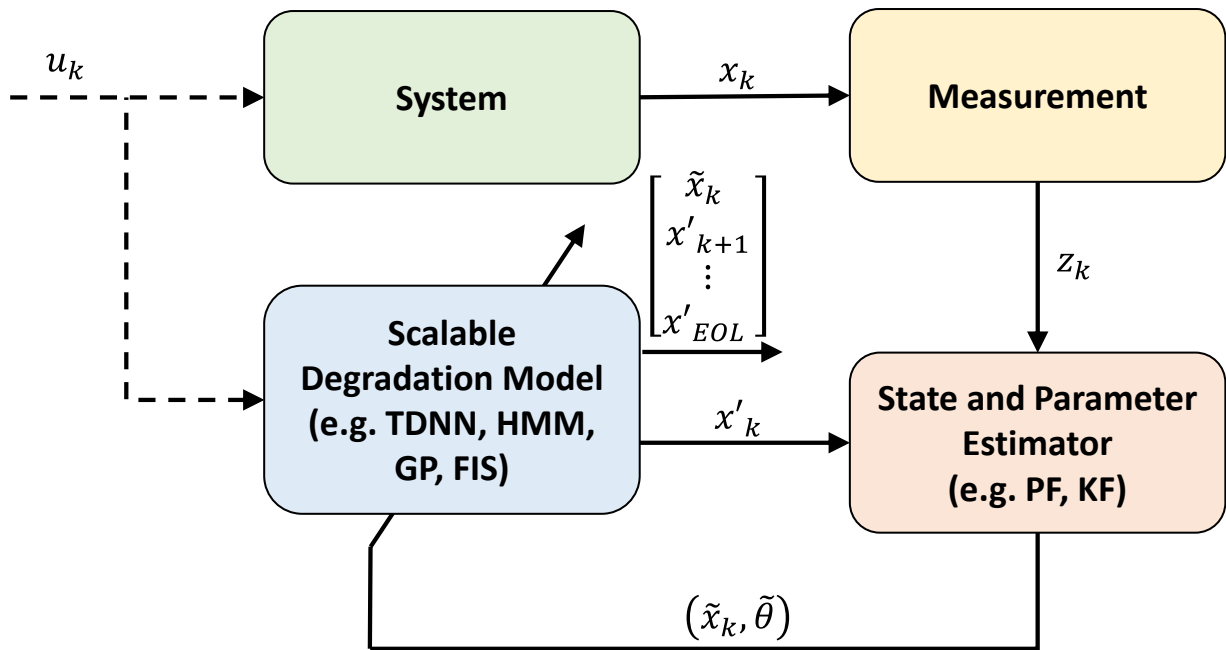 u_k
System
x_k
Measurement
x̃_k
x'_{k+1}
⋮
x'_{EOL}
z_k
Scalable
Degradation Model
(e.g. TDNN, HMM,
GP, FIS)
x'_k
State and Parameter
Estimator
(e.g. PF, KF)
(x̃_k, θ̃)